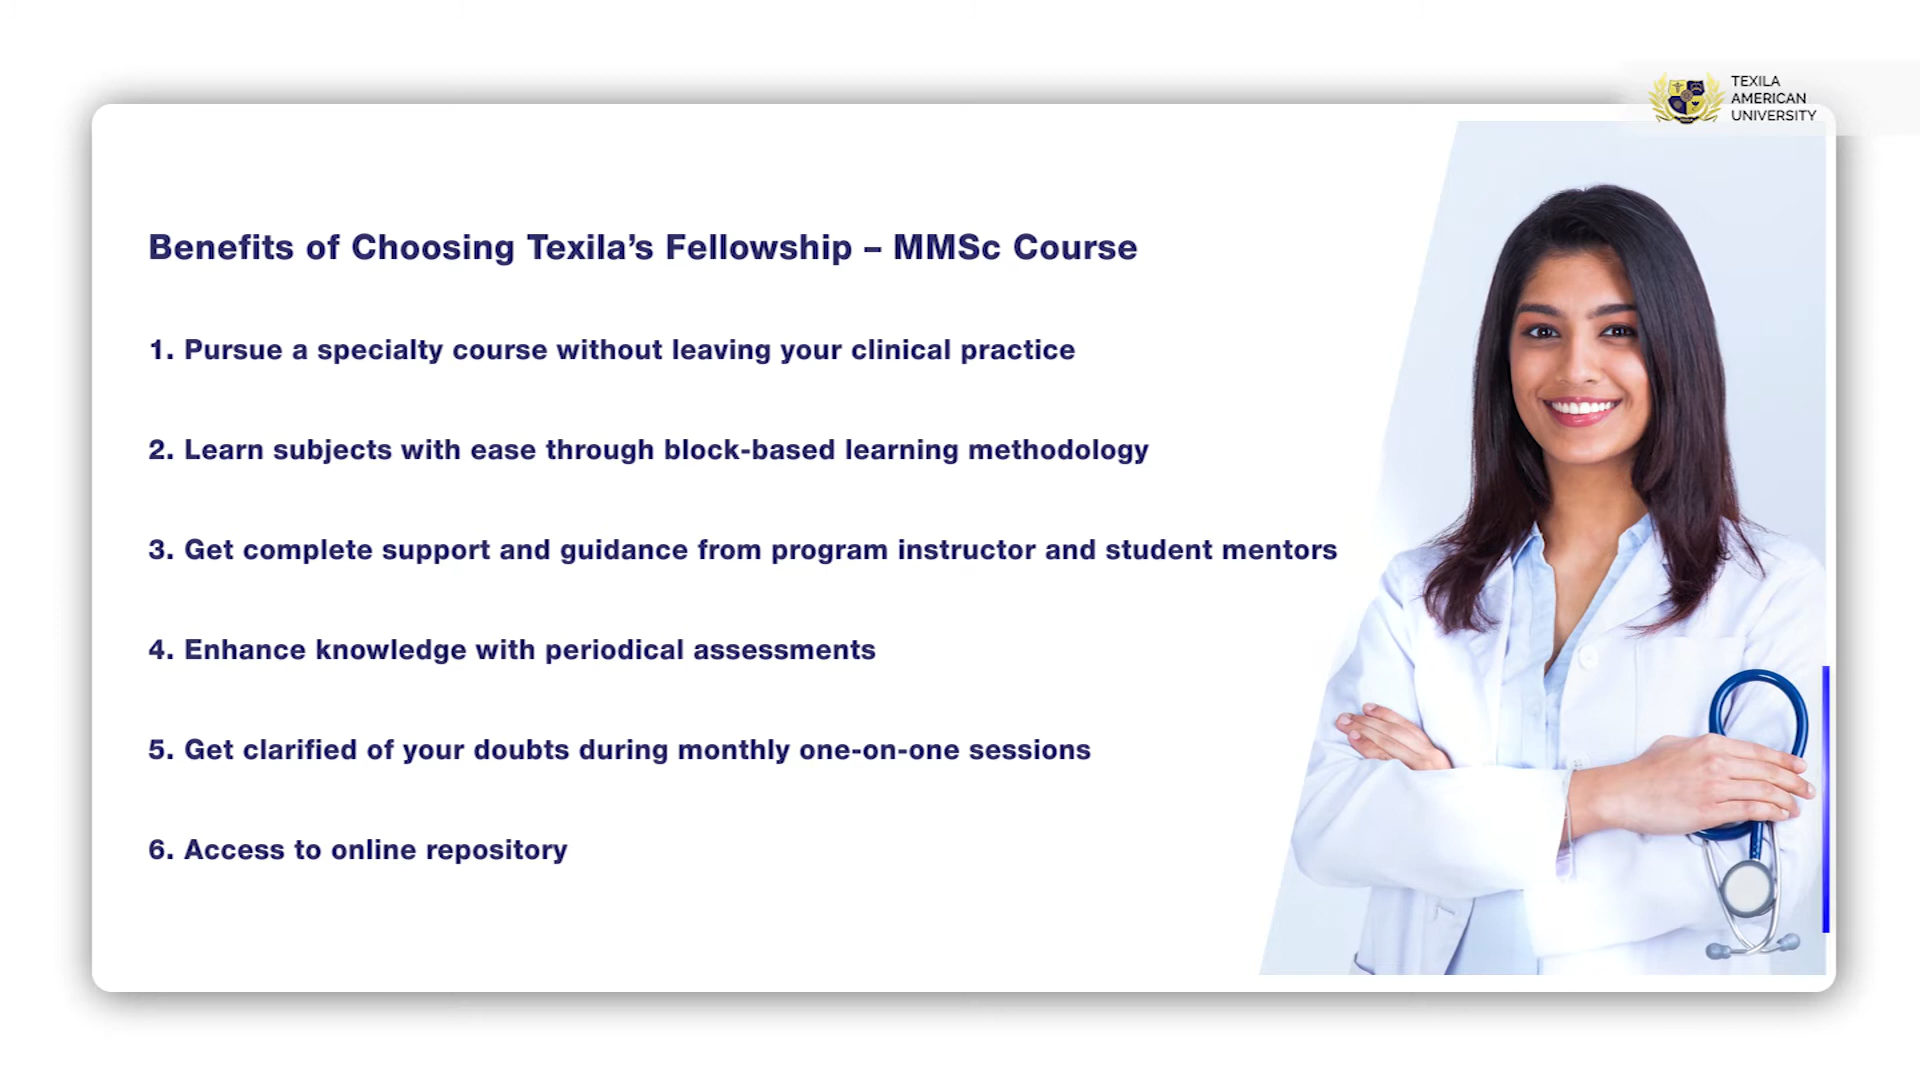 TEXILA
AMERICAN
UNIVERSITY
Benefits of Choosing Texila’s Fellowship – MMSc Course
1. Pursue a specialty course without leaving your clinical practice
2. Learn subjects with ease through block-based learning methodology
3. Get complete support and guidance from program instructor and student mentors
4. Enhance knowledge with periodical assessments
5. Get clarified of your doubts during monthly one-on-one sessions
6. Access to online repository